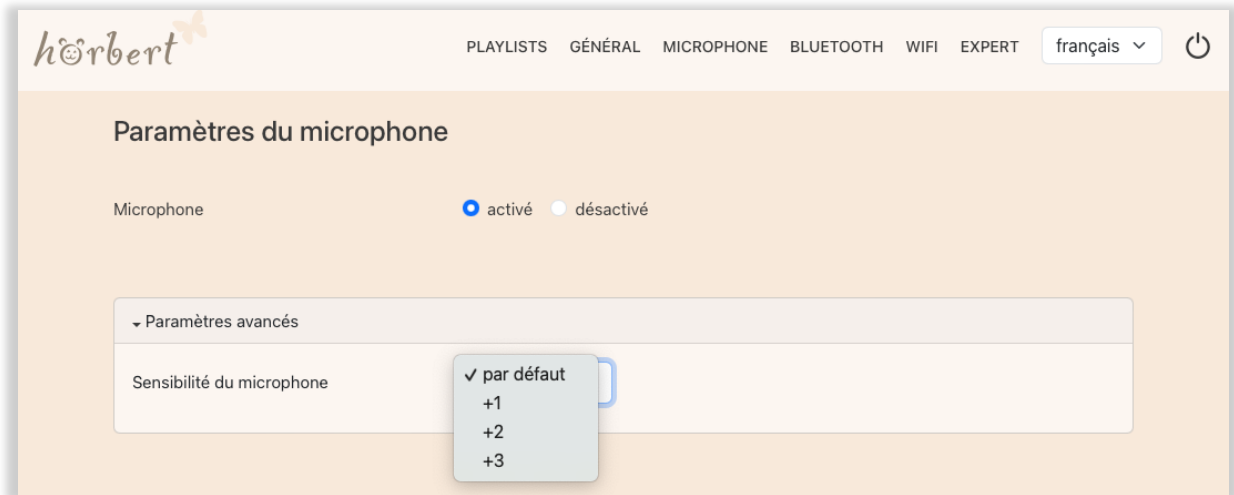 hörbert
PLAYLISTS GÉNÉRAL MICROPHONE BLUETOOTH WIFI EXPERT français
Paramètres du microphone
Microphone activé désactivé
Paramètres avancés
Sensibilité du microphone
par défaut
+1
+2
+3